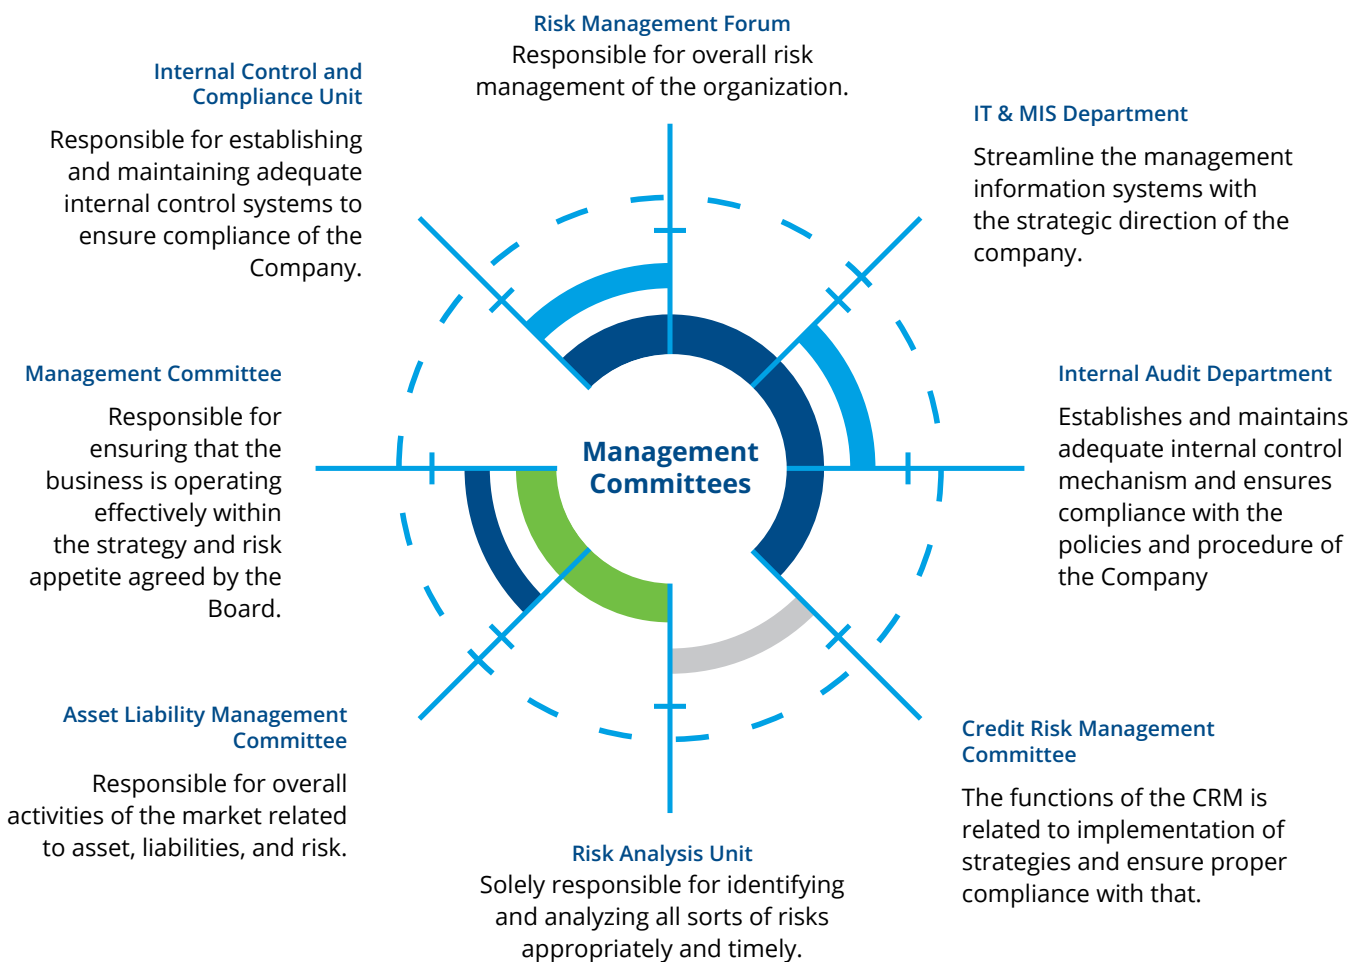 Risk Management Forum
Responsible for overall risk
management of the organization.
Internal Control and
Compliance Unit
Responsible for establishing
and maintaining adequate
internal control systems to
ensure compliance of the
Company.
IT & MIS Department
Streamline the management
information systems with
the strategic direction of the
company.
Management Committee
Responsible for
ensuring that the
business is operating
effectively within
the strategy and risk
appetite agreed by the
Board.
Management
Committees
Internal Audit Department
Establishes and maintains
adequate internal control
mechanism and ensures
compliance with the
policies and procedure of
the Company
Asset Liability Management
Committee
Responsible for overall
activities of the market related
to asset, liabilities, and risk.
Risk Analysis Unit
Solely responsible for identifying
and analyzing all sorts of risks
appropriately and timely.
Credit Risk Management
Committee
The functions of the CRM is
related to implementation of
strategies and ensure proper
compliance with that.